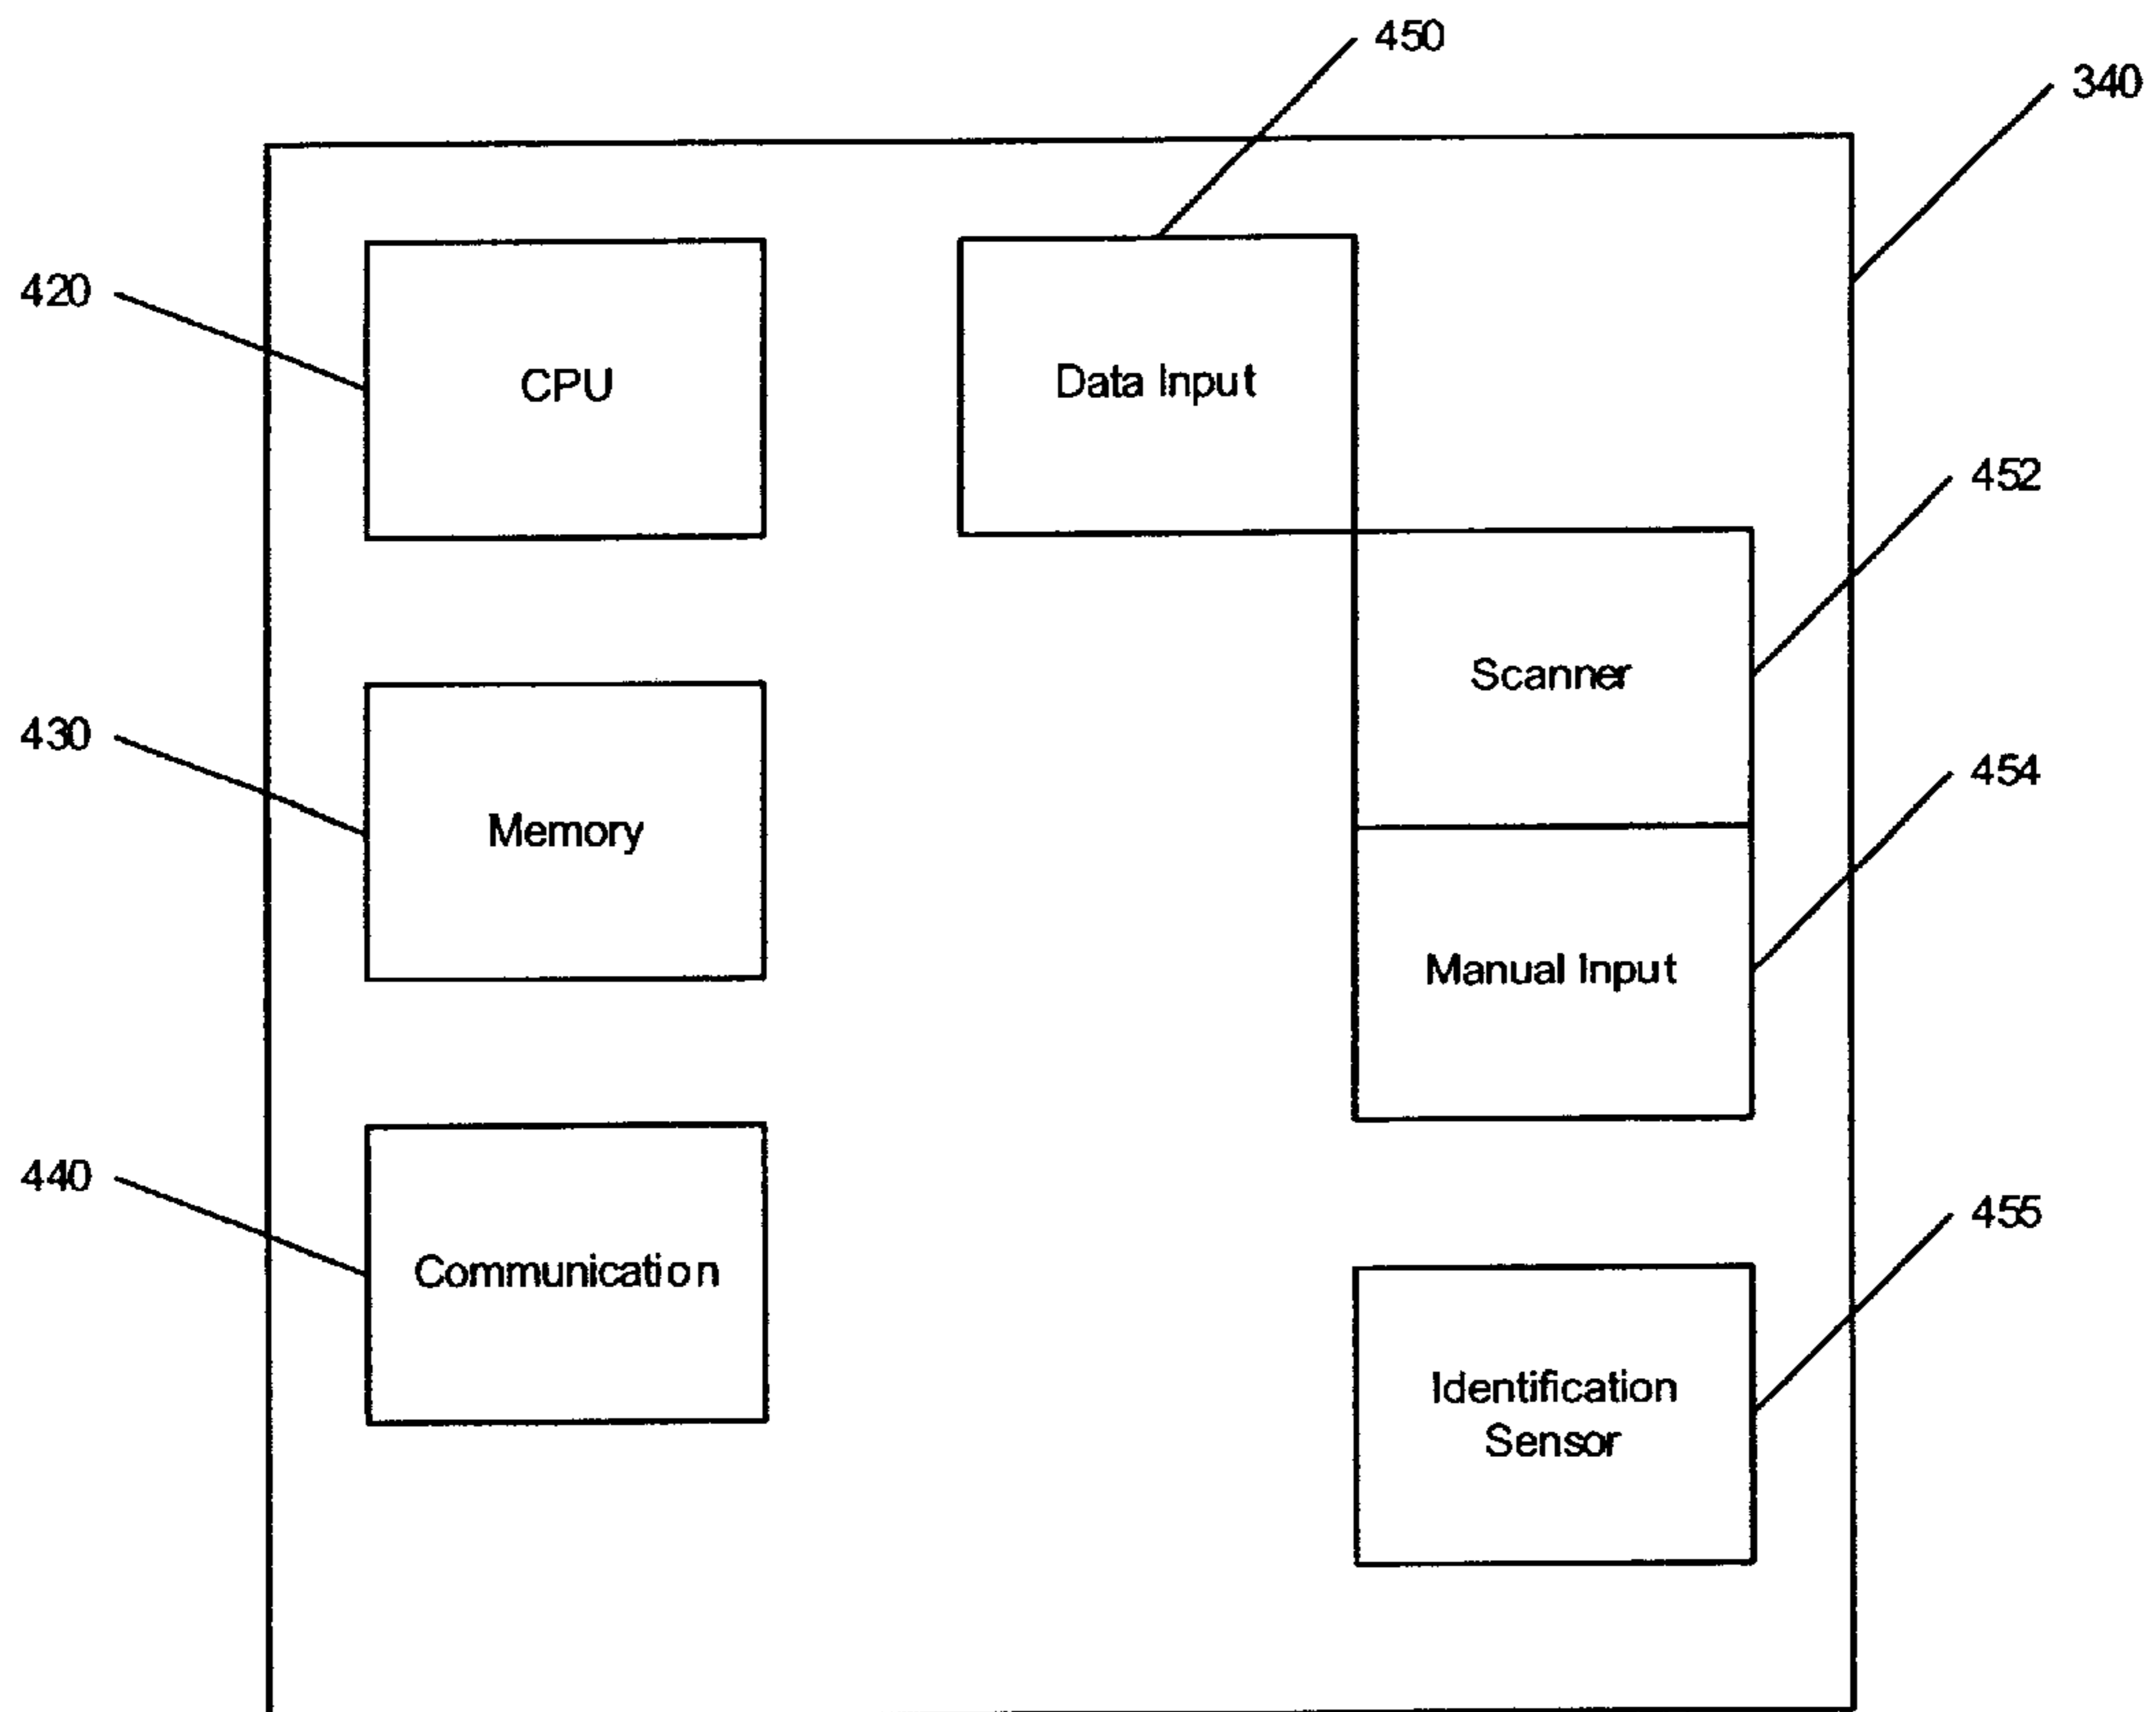 450
340
420
CPU
Data Input
452
Scanner
430
Memory
454
Manual Input
440
Communication
455
Identification
Sensor